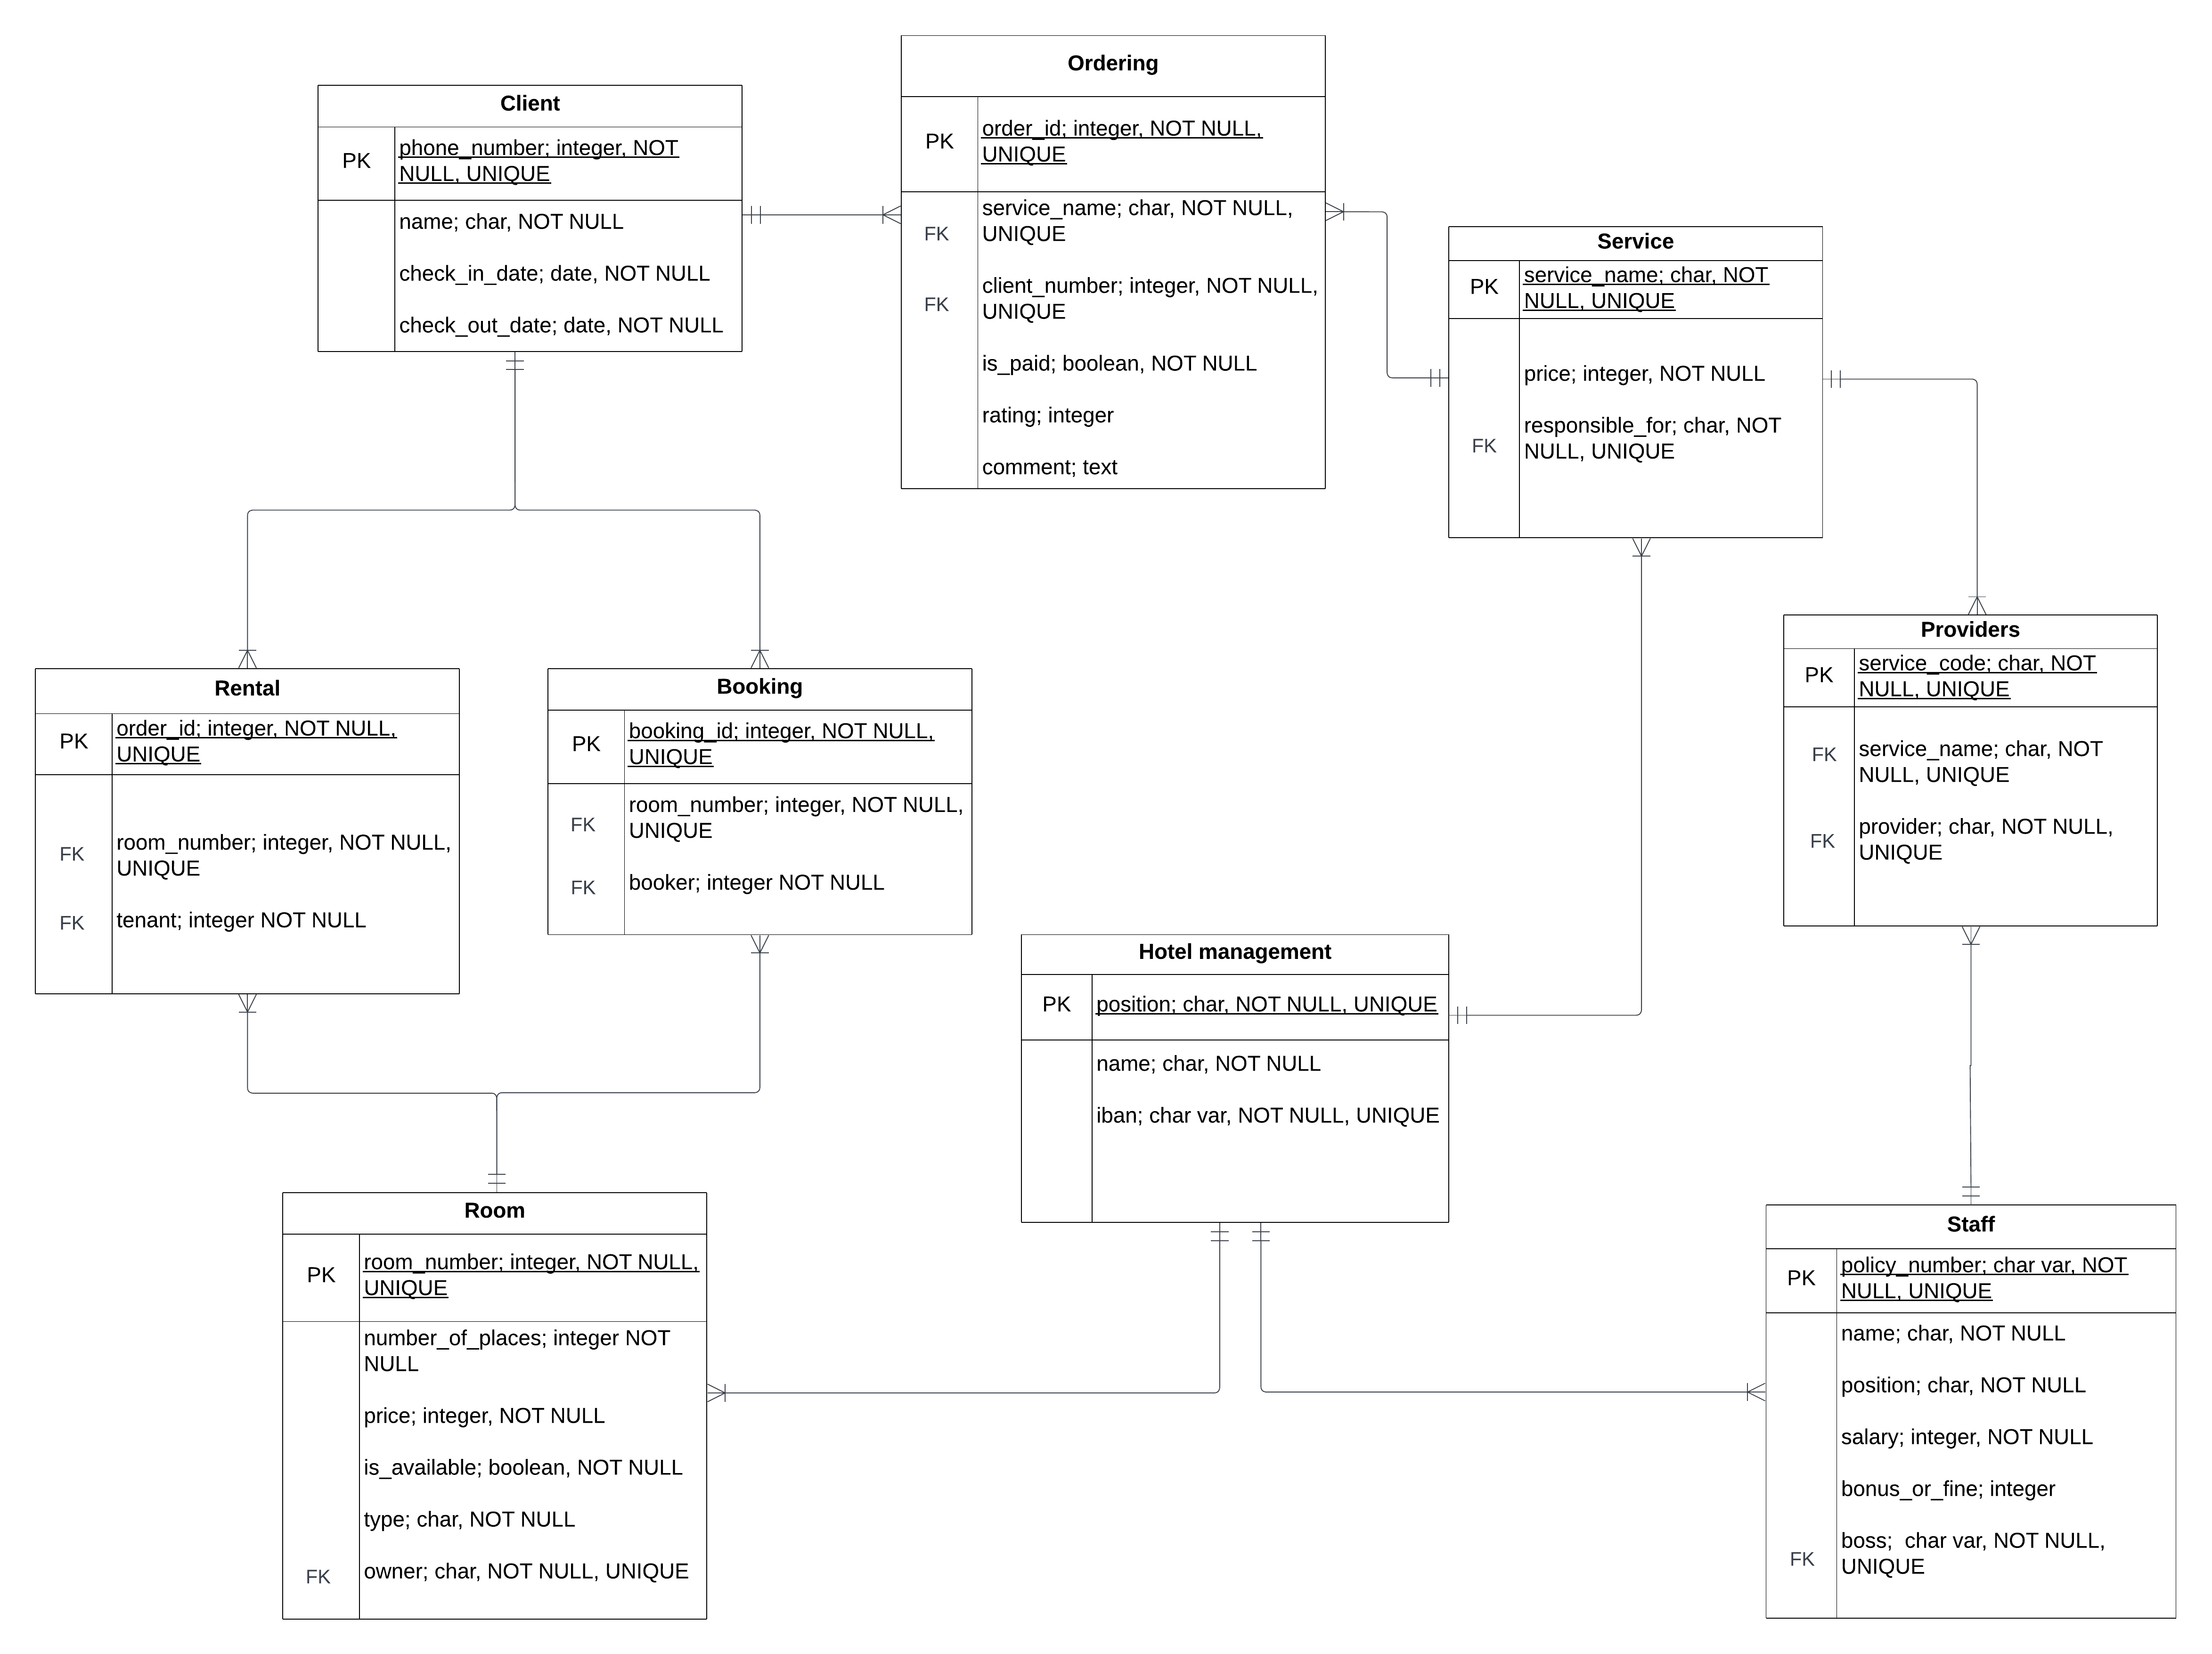 Ordering
PK
order_id; integer, NOT NULL,
UNIQUE
FK
service_name; char, NOT NULL,
UNIQUE
FK
client_number; integer, NOT NULL,
UNIQUE
is_paid; boolean, NOT NULL
rating; integer
comment; text
Client
PK
phone_number; integer, NOT
NULL, UNIQUE
name; char, NOT NULL
check_in_date; date, NOT NULL
check_out_date; date, NOT NULL
Service
PK
service_name; char, NOT
NULL, UNIQUE
price; integer, NOT NULL
FK
responsible_for; char, NOT
NULL, UNIQUE
Providers
PK
service_code; char, NOT
NULL, UNIQUE
FK
service_name; char, NOT
NULL, UNIQUE
FK
provider; char, NOT NULL,
UNIQUE
Rental
PK
order_id; integer, NOT NULL,
UNIQUE
FK
room_number; integer, NOT NULL,
UNIQUE
FK
tenant; integer NOT NULL
Booking
PK
booking_id; integer, NOT NULL,
UNIQUE
FK
room_number; integer, NOT NULL,
UNIQUE
FK
booker; integer NOT NULL
Hotel management
PK
position; char, NOT NULL, UNIQUE
name; char, NOT NULL
iban; char var, NOT NULL, UNIQUE
Room
PK
room_number; integer, NOT NULL,
UNIQUE
number_of_places; integer NOT
NULL
price; integer, NOT NULL
is_available; boolean, NOT NULL
type; char, NOT NULL
FK
owner; char, NOT NULL, UNIQUE
Staff
PK
policy_number; char var, NOT
NULL, UNIQUE
name; char, NOT NULL
position; char, NOT NULL
salary; integer, NOT NULL
bonus_or_fine; integer
FK
boss;  char var, NOT NULL,
UNIQUE